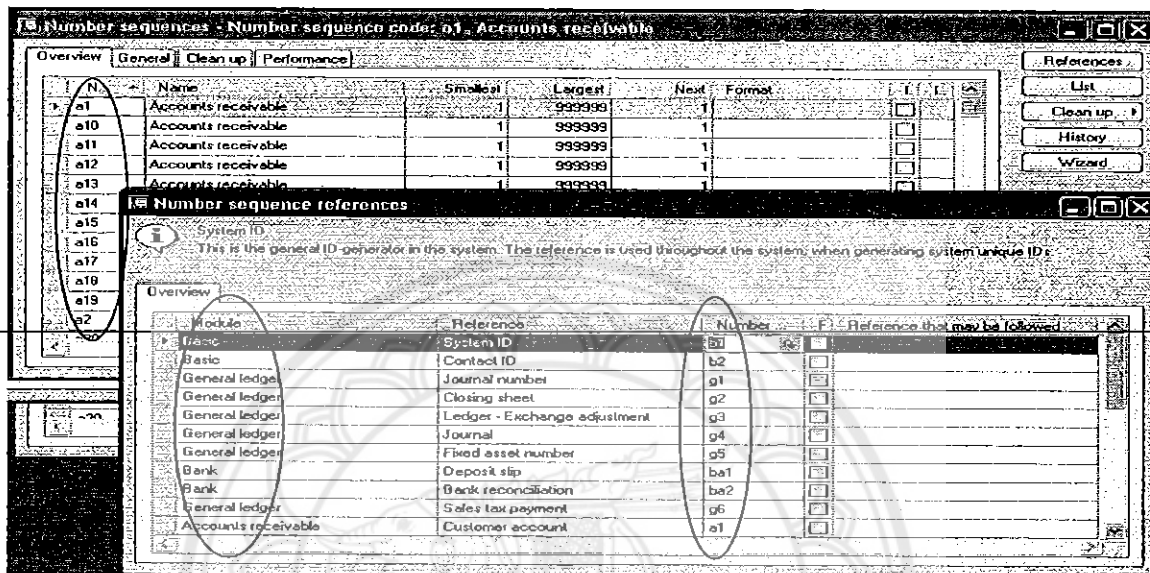 Number sequences - Number sequence code: a1, Accounts receivable
Overview General Clean up Performance
References
List
Clean up
History
Wizard
N.. Name Smallest Largest Next Format
a1 Accounts receivable 1 999999 1
a10 Accounts receivable 1 999999 1
a11 Accounts receivable 1 999999 1
a12 Accounts receivable 1 999999 1
a13 Accounts receivable 1 999999 1
a14
a15
a16
a17
a18
a19
a2
Number sequence references
System ID
This is the general ID-generator in the system. The reference is used throughout the system, when generating system unique IDs
Overview
Module Reference Number F Reference that may be followed
Basic System ID b1
Basic Contact ID b2
General ledger Journal number g1
General ledger Closing sheet g2
General ledger Ledger - Exchange adjustment g3
General ledger Journal g4
General ledger Fixed asset number g5
Bank Deposit slip ba1
Bank Bank reconciliation ba2
General ledger Sales tax payment g6
Accounts receivable Customer account a1